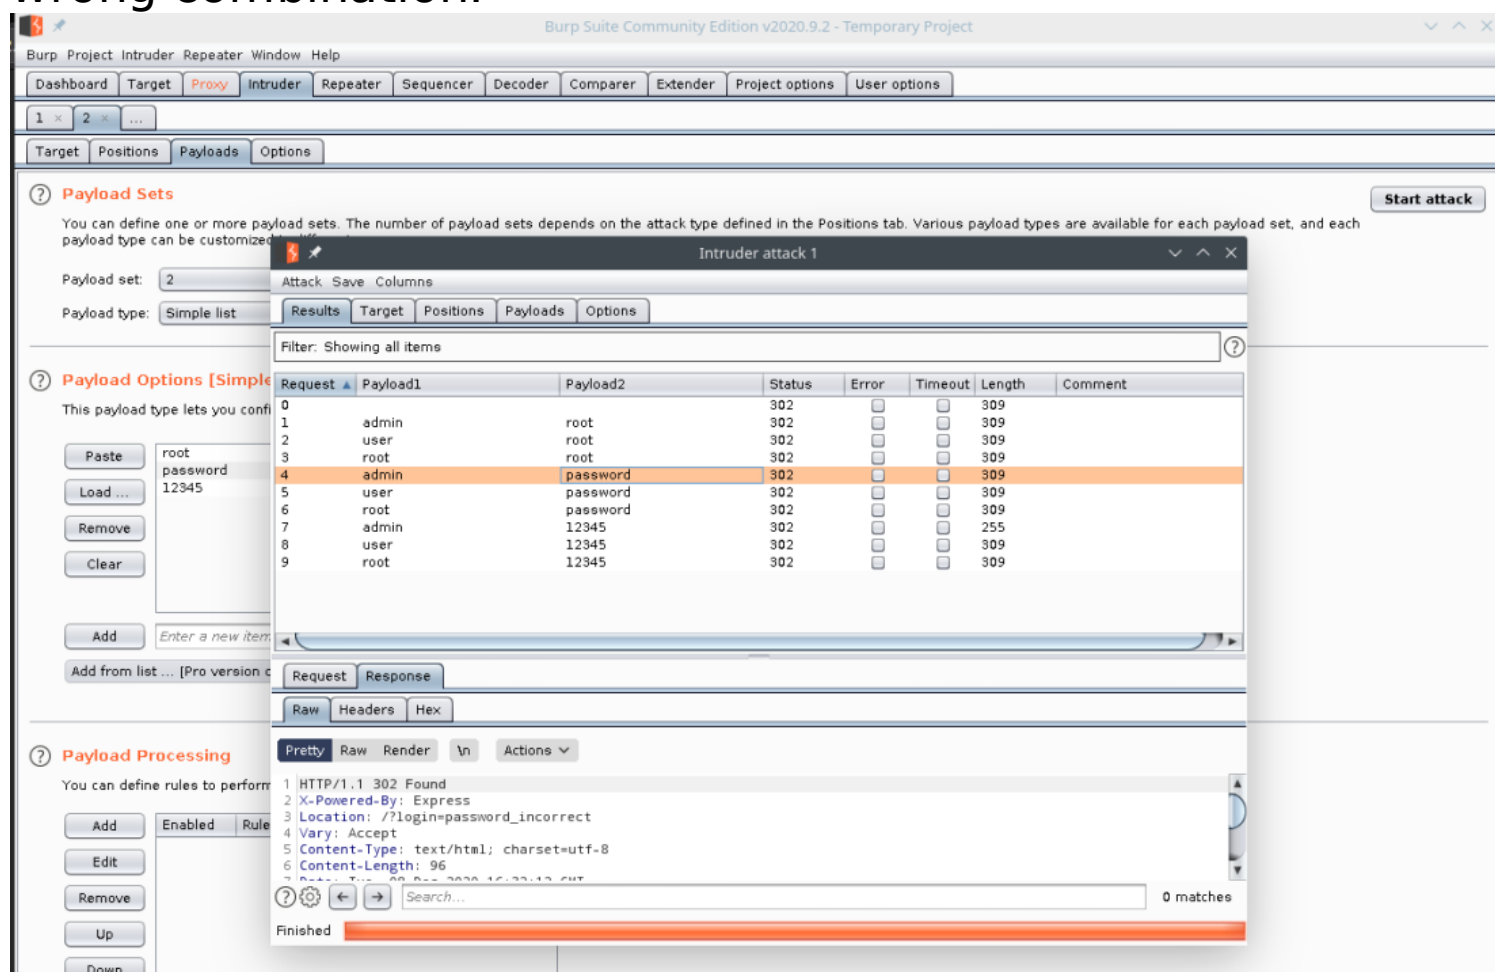 wrong combination.
Burp Suite Community Edition v2020.9.2 - Temporary Project
Burp Project Intruder Repeater Window Help
Dashboard Target Proxy Intruder Repeater Sequencer Decoder Comparer Extender Project options User options
1 × 2 × ...
Target Positions Payloads Options
? Payload Sets
Start attack
You can define one or more payload sets. The number of payload sets depends on the attack type defined in the Positions tab. Various payload types are available for each payload set, and each
payload type can be customized
Payload set: 2
Payload type: Simple list
? Payload Options [Simple
This payload type lets you confi
Paste
Load ...
Remove
Clear
root
password
12345
Add Enter a new item
Add from list ... [Pro version o
? Payload Processing
You can define rules to perform
Add
Edit
Remove
Up
Down
Enabled Rule
Intruder attack 1
Attack Save Columns
Results Target Positions Payloads Options
Filter: Showing all items ?
Request Payload1 Payload2 Status Error Timeout Length Comment
0 302 309
1 admin root 302 309
2 user root 302 309
3 root root 302 309
4 admin password 302 309
5 user password 302 309
6 root password 302 309
7 admin 12345 302 255
8 user 12345 302 309
9 root 12345 302 309
Request Response
Raw Headers Hex
Pretty Raw Render \n Actions
1 HTTP/1.1 302 Found
2 X-Powered-By: Express
3 Location: /?login=password_incorrect
4 Vary: Accept
5 Content-Type: text/html; charset=utf-8
6 Content-Length: 96
? Search... 0 matches
Finished